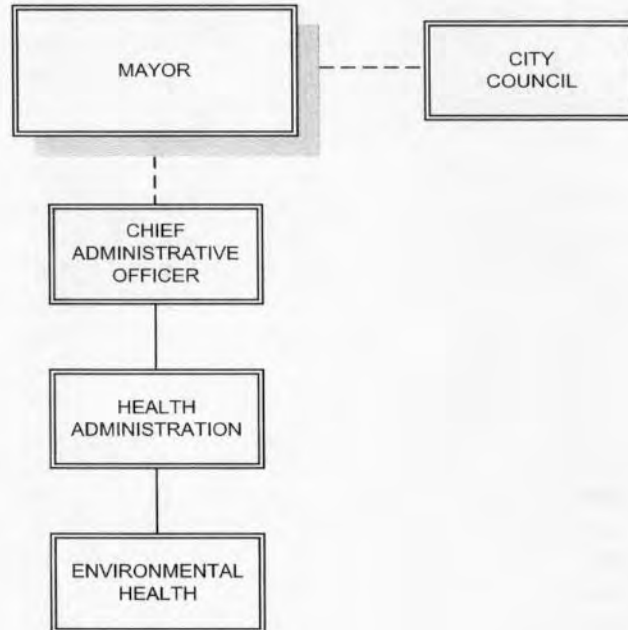 MAYOR
CITY
COUNCIL
CHIEF
ADMINISTRATIVE
OFFICER
HEALTH
ADMINISTRATION
ENVIRONMENTAL
HEALTH